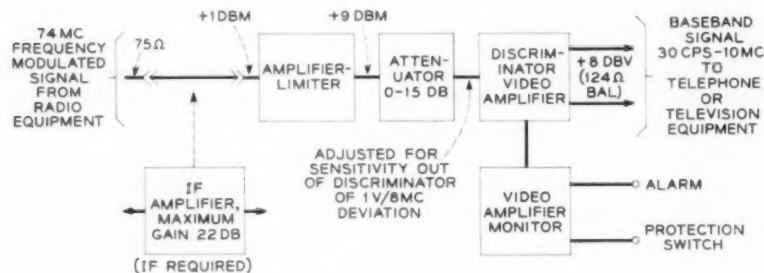 74 MC
FREQUENCY
MODULATED
SIGNAL
FROM
RADIO
EQUIPMENT
75Ω
+1 DBM
AMPLIFIER-
LIMITER
+9 DBM
ATTEN-
UATOR
0-15 DB
DISCRIM-
INATOR
VIDEO
AMPLIFIER
+8 DBV
(124Ω
BAL)
BASEBAND
SIGNAL
30 CPS-10MC
TO
TELEPHONE
OR
TELEVISION
EQUIPMENT
ADJUSTED FOR
SENSITIVITY OUT
OF DISCRIMINATOR
OF 1V/8MC
DEVIATION
IF
AMPLIFIER,
MAXIMUM
GAIN 22 DB
(IF REQUIRED)
VIDEO
AMPLIFIER
MONITOR
ALARM
PROTECTION
SWITCH